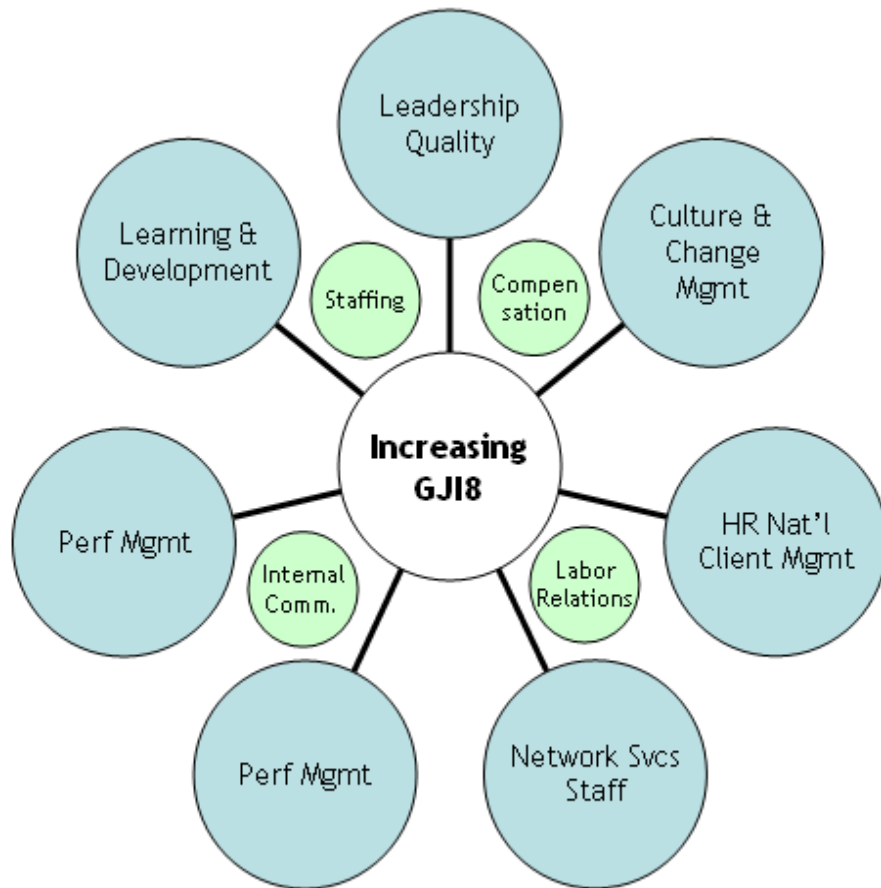 Leadership
Quality
Learning &
Development
Culture &
Change
Mgmt
Staffing
Compen
sation
Increasing
GJI8
Perf Mgmt
HR Nat'l
Client Mgmt
Internal
Comm.
Labor
Relations
Perf Mgmt
Network Svcs
Staff